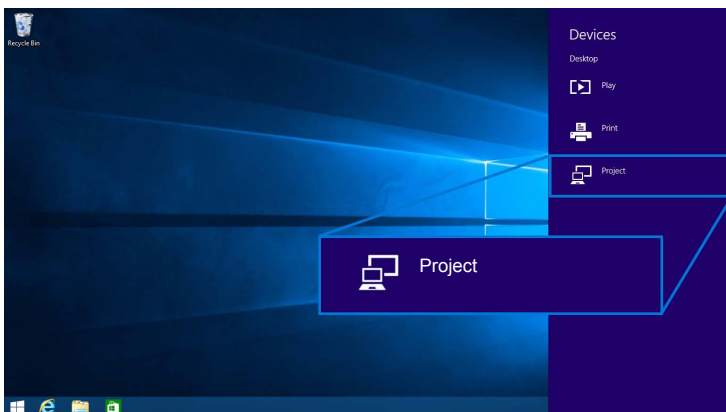 Recycle Bin
Devices
Desktop
Play
Print
Project
Project